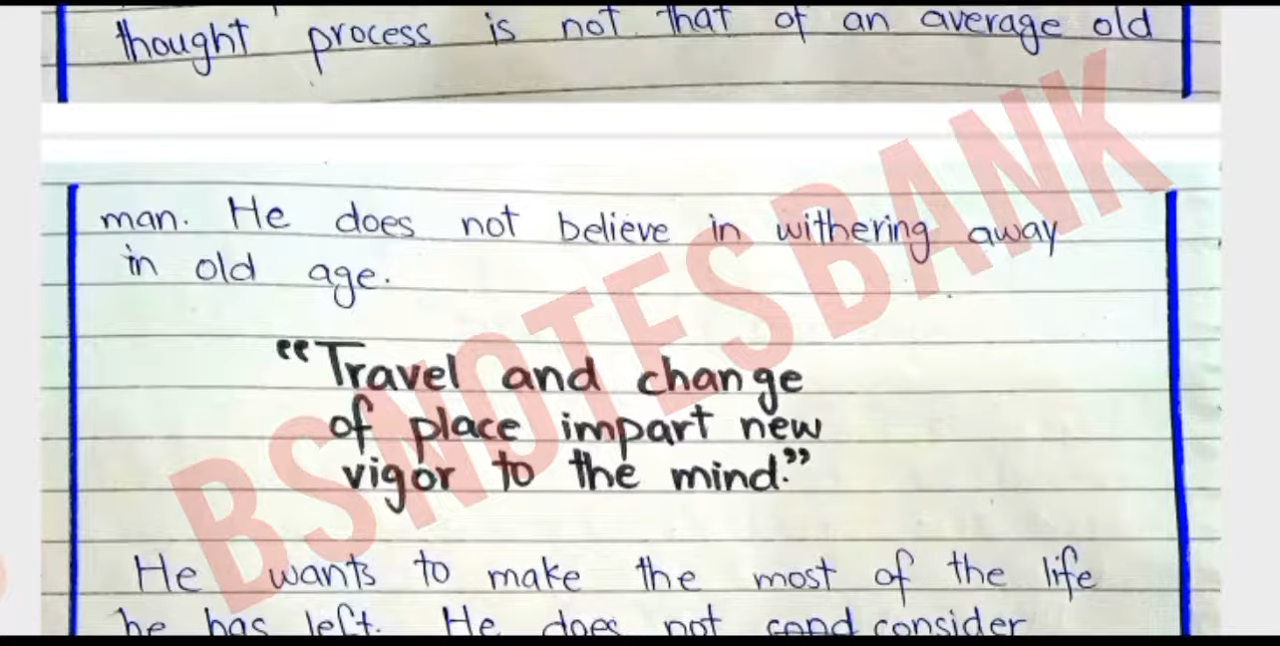 thought process is not that of an average old
man. He does not believe in withering away
in old age.
"Travel and change
of place impart new
vigor to the mind."
He wants to make the most of the life
he has left. He does not cond consider
BSNOTES BANK